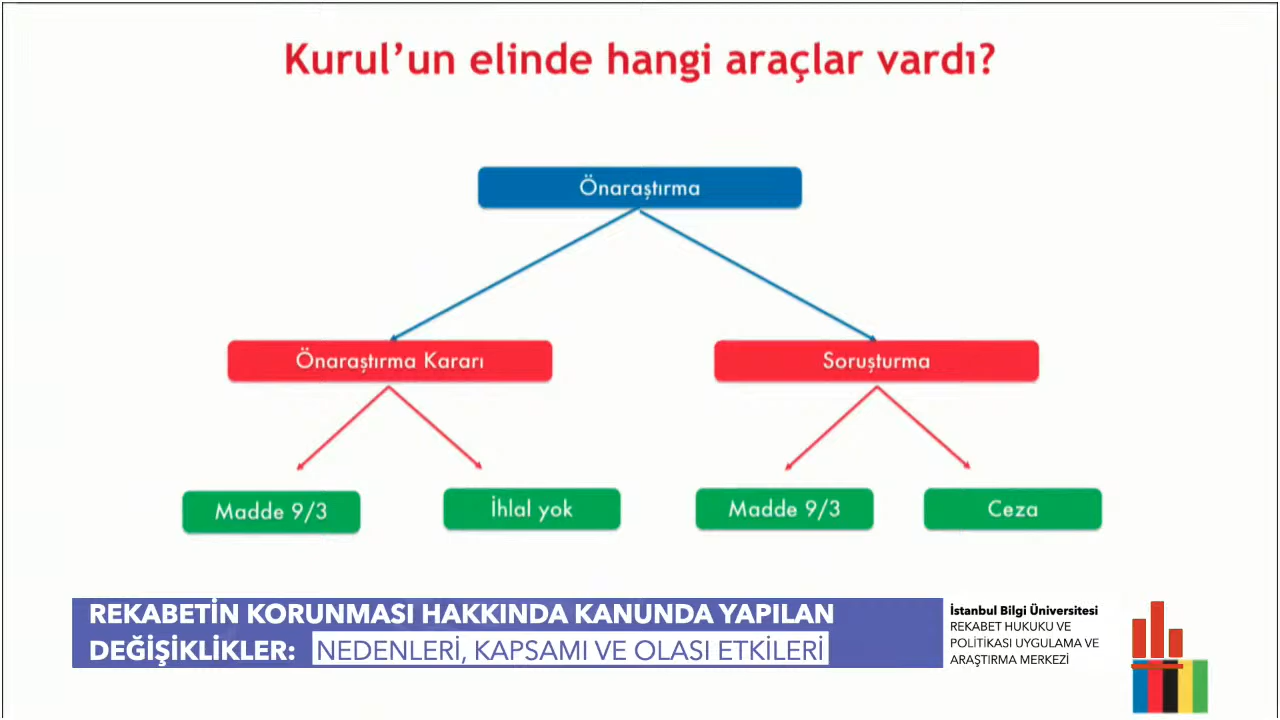 Kurul’un elinde hangi araçlar vardı?
Önaraştırma
Önaraştırma Kararı
Soruşturma
Madde 9/3
İhlal yok
Madde 9/3
Ceza
REKABETİN KORUNMASI HAKKINDA KANUNDA YAPILAN
DEĞİŞİKLİKLER: NEDENLERİ, KAPSAMI VE OLASI ETKİLERİ
İstanbul Bilgi Üniversitesi
REKABET HUKUKU VE
POLİTİKASI UYGULAMA VE
ARAŞTIRMA MERKEZİ